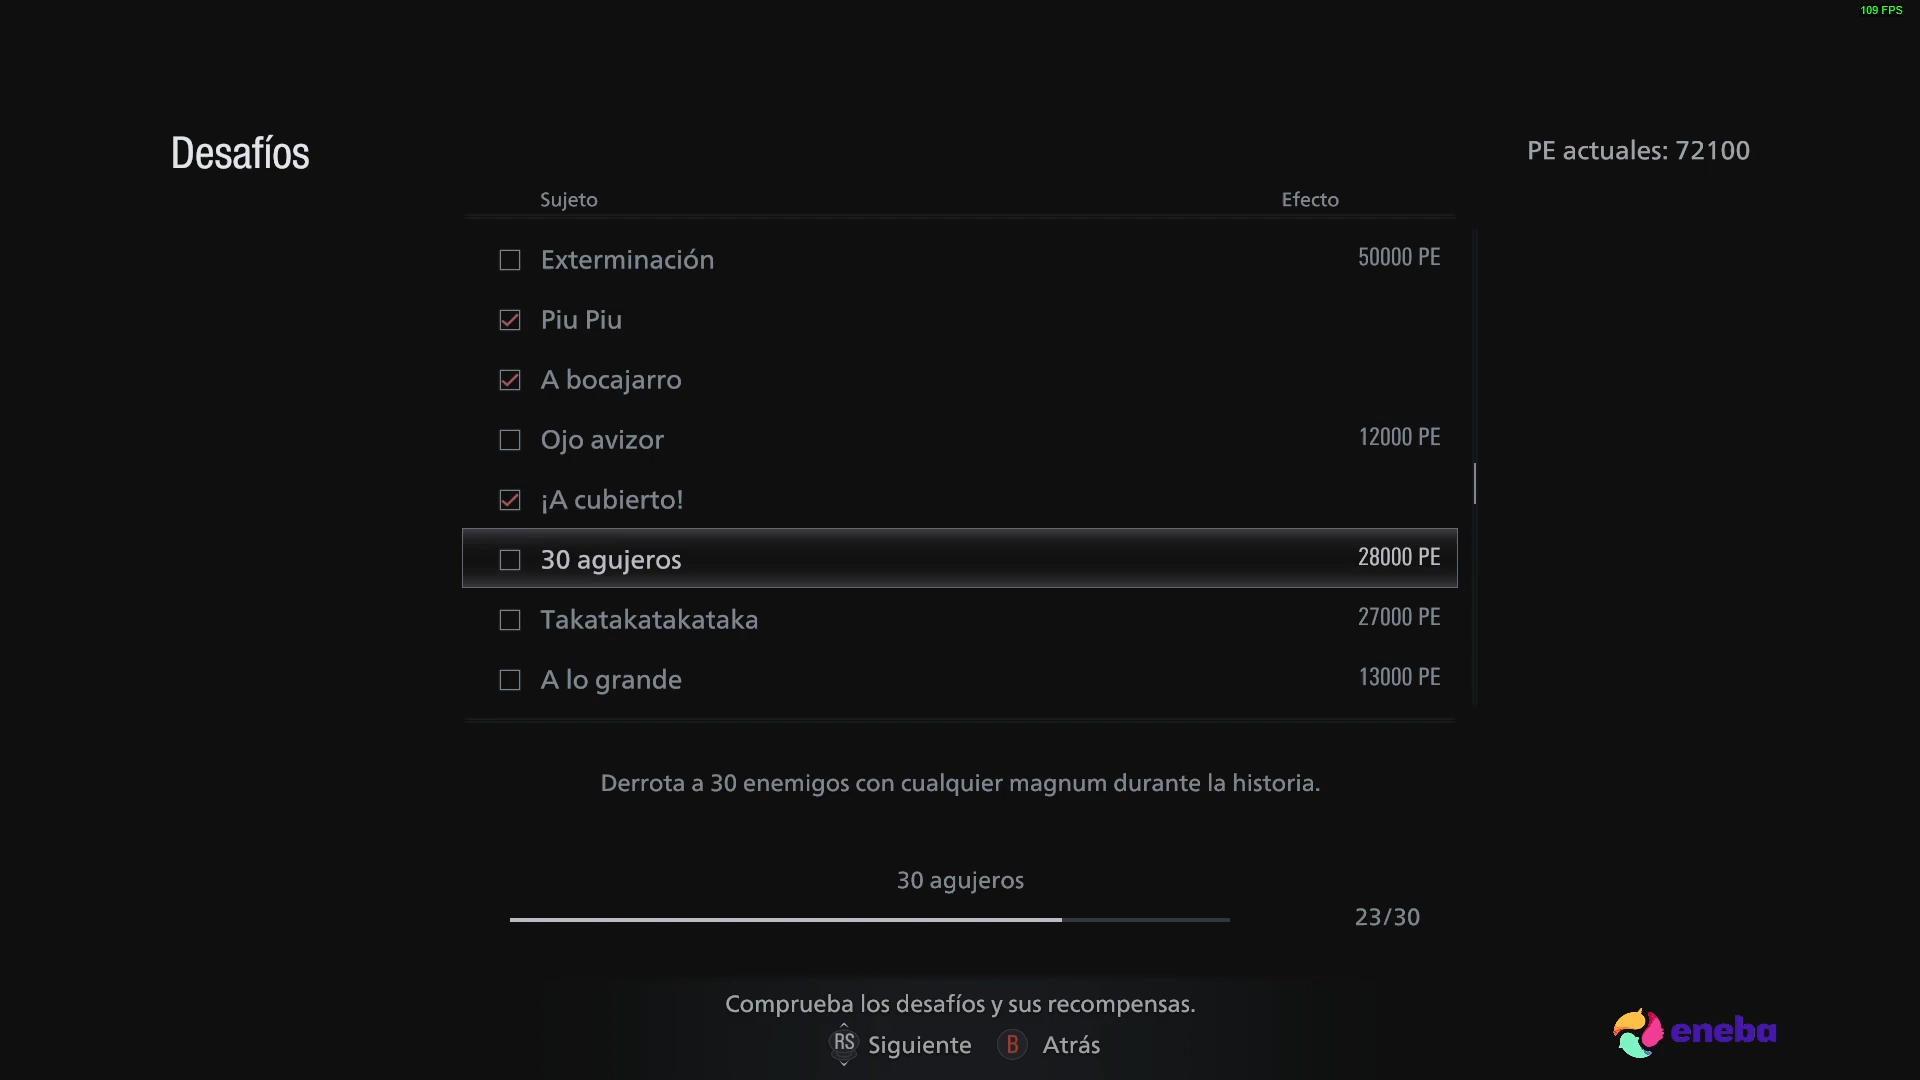 109 FPS
Desafíos
PE actuales: 72100
Sujeto Efecto
Exterminación 50000 PE
Piu Piu
A bocajarro
Ojo avizor 12000 PE
¡A cubierto!
30 agujeros 28000 PE
Takatakatakataka 27000 PE
A lo grande 13000 PE
Derrota a 30 enemigos con cualquier magnum durante la historia.
30 agujeros
23/30
Comprueba los desafíos y sus recompensas.
RS Siguiente B Atrás
eneba